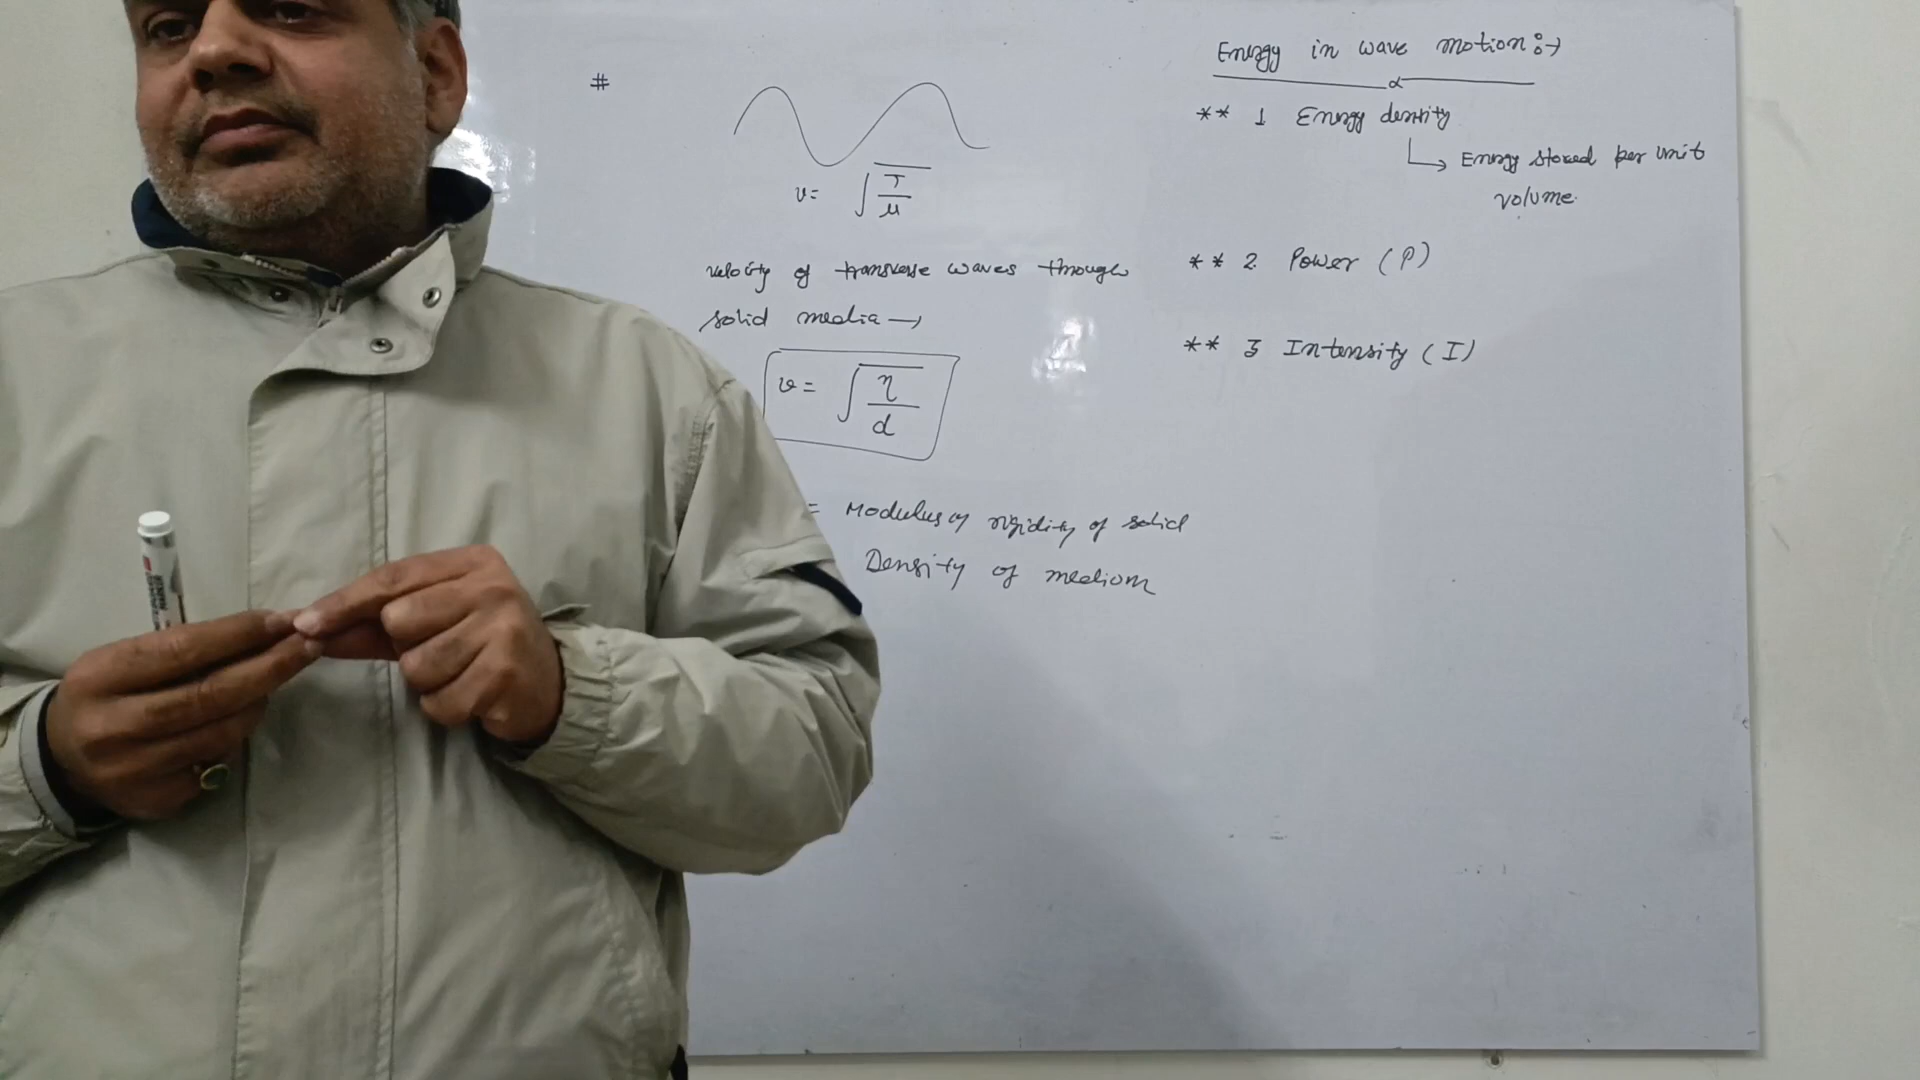 #
v = √T/μ
velocity of transverse waves through
solid media →
v = √η/d
= Modulus of rigidity of solid
Density of medium
Energy in wave motion :→
** 1 Energy density
↳ Energy stored per unit
volume.
** 2. Power (P)
** 3 Intensity (I)